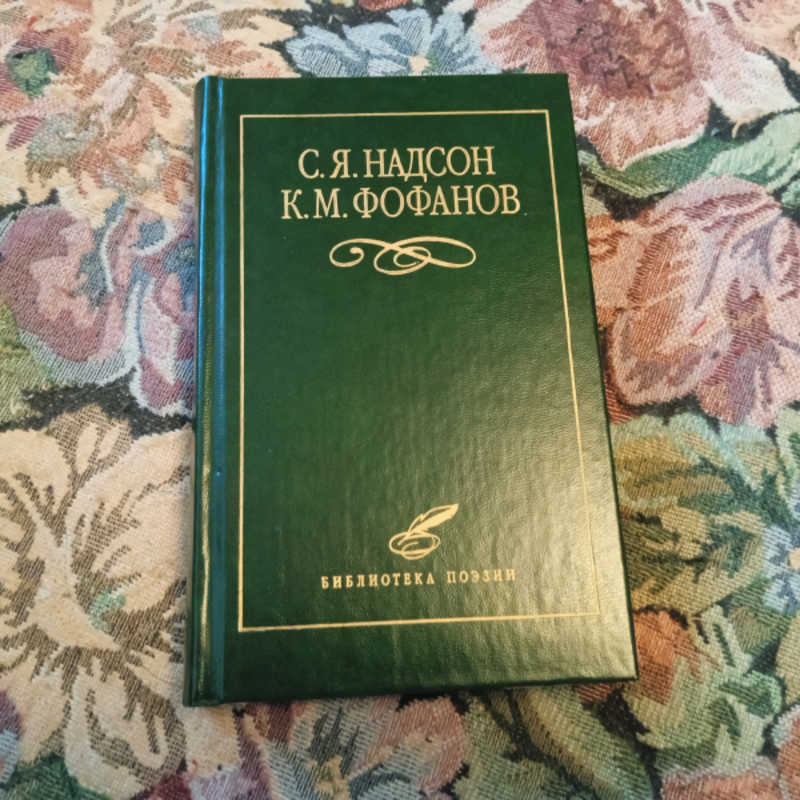 С. Я. НАДСОН
К. М. ФОФАНОВ
БИБЛИОТЕКА ПОЭЗИИ